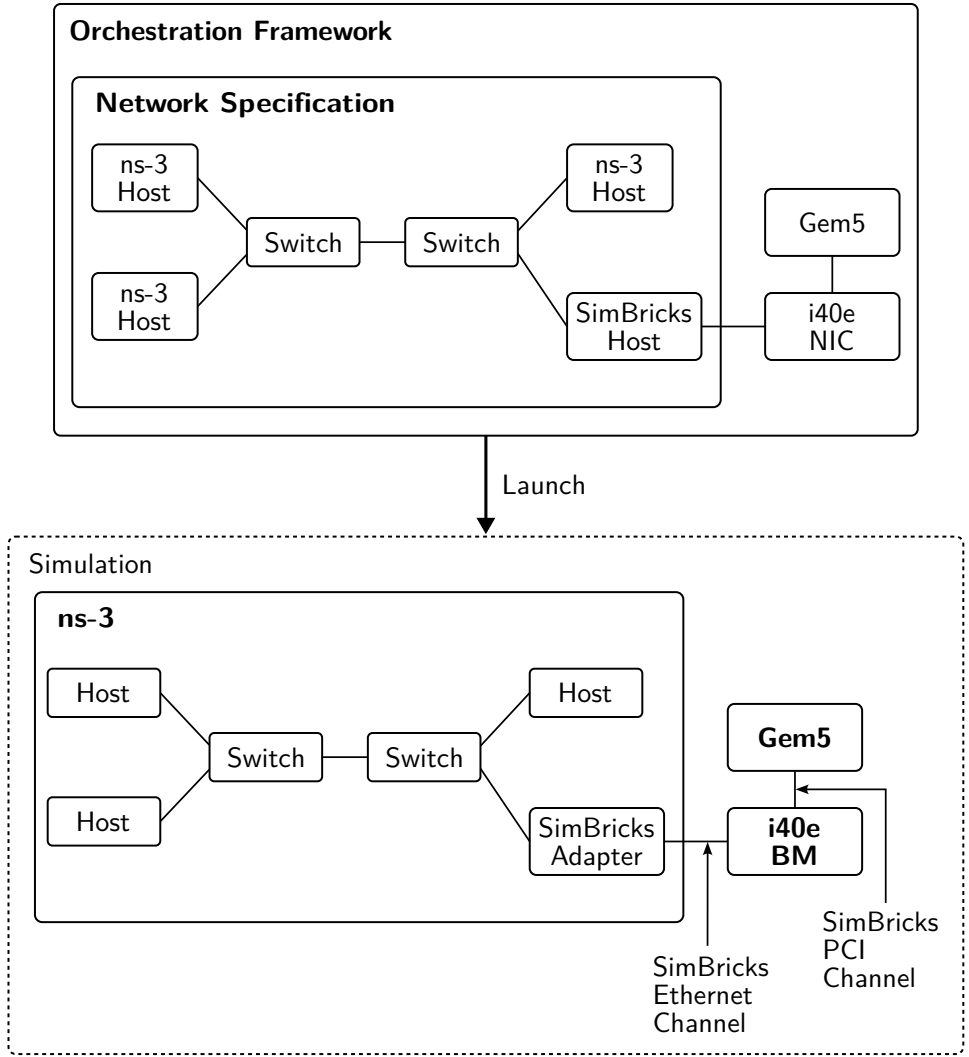 Orchestration Framework
Network Specification
ns-3
Host
ns-3
Host
Switch
Switch
Gem5
ns-3
Host
SimBricks
Host
i40e
NIC
Launch
Simulation
ns-3
Host
Host
Switch
Switch
Gem5
Host
SimBricks
Adapter
i40e
BM
SimBricks
PCI
Channel
SimBricks
Ethernet
Channel